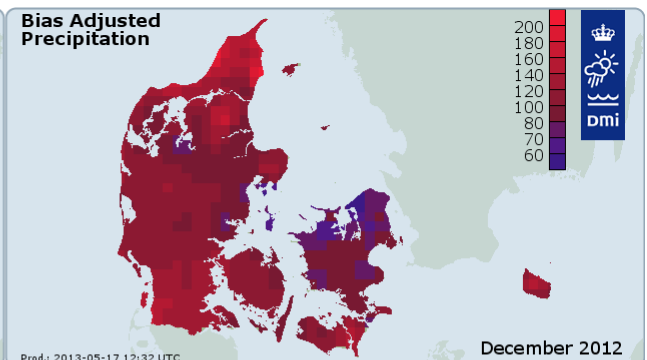 Bias Adjusted
Precipitation
200
180
160
140
120
100
80
70
60
DMI
December 2012
Prod.: 2013-05-17 12:32 UTC